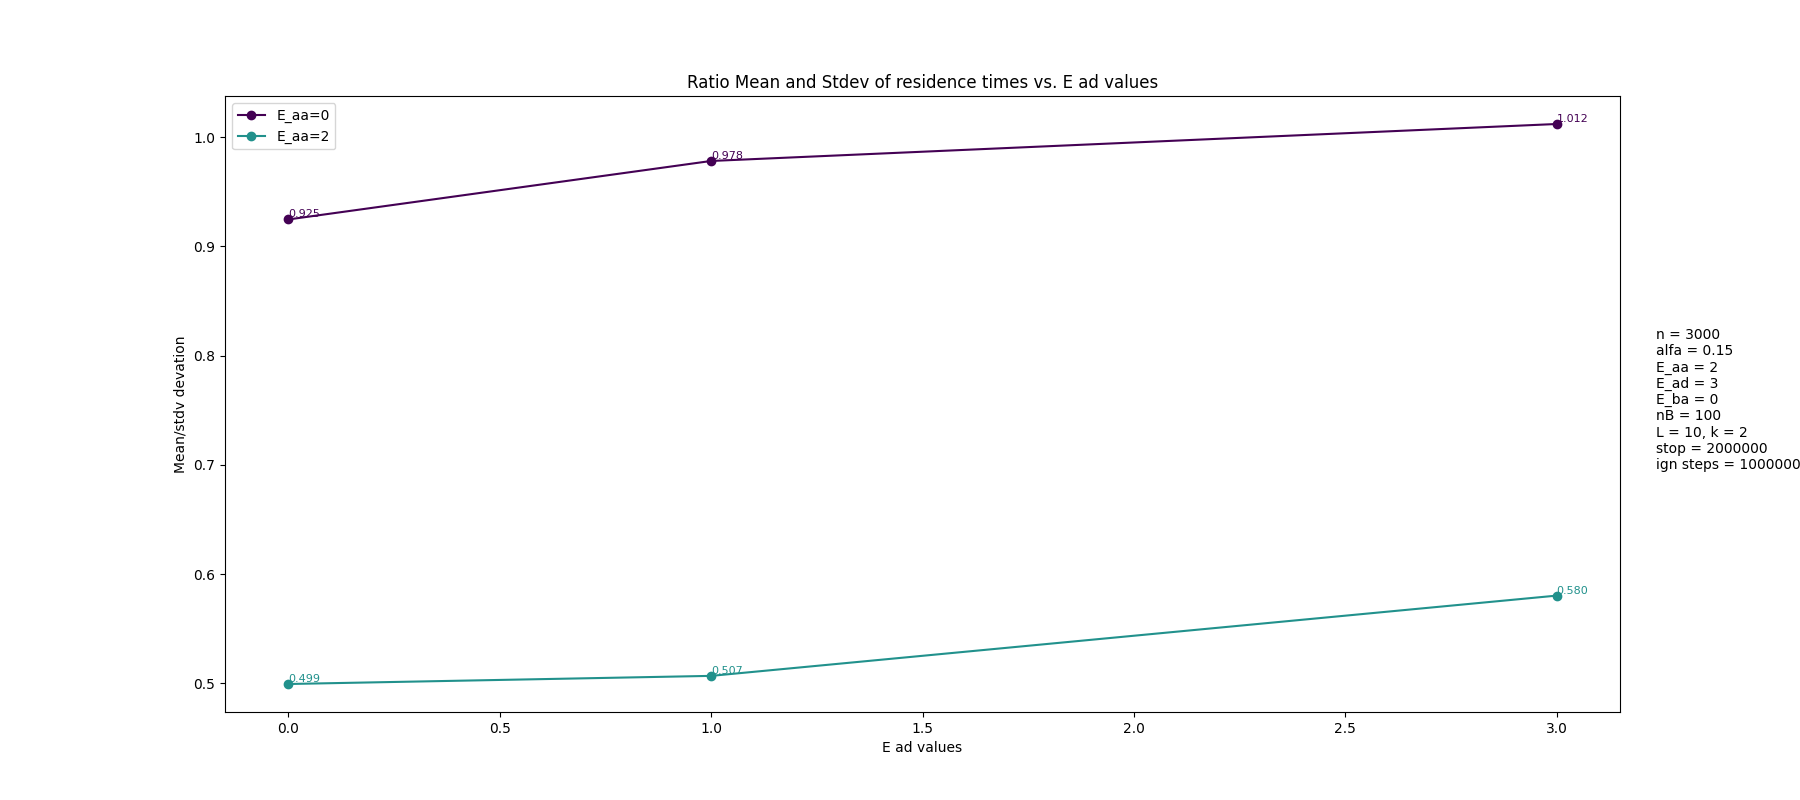 Ratio Mean and Stdev of residence times vs. E ad values
E_aa=0
E_aa=2
1.012
0.978
0.925
0.580
0.507
0.499
1.0
0.9
0.8
0.7
0.6
0.5
Mean/stdv devation
0.0
0.5
1.0
1.5
2.0
2.5
3.0
E ad values
n = 3000
alfa = 0.15
E_aa = 2
E_ad = 3
E_ba = 0
nB = 100
L = 10, k = 2
stop = 2000000
ign steps = 1000000